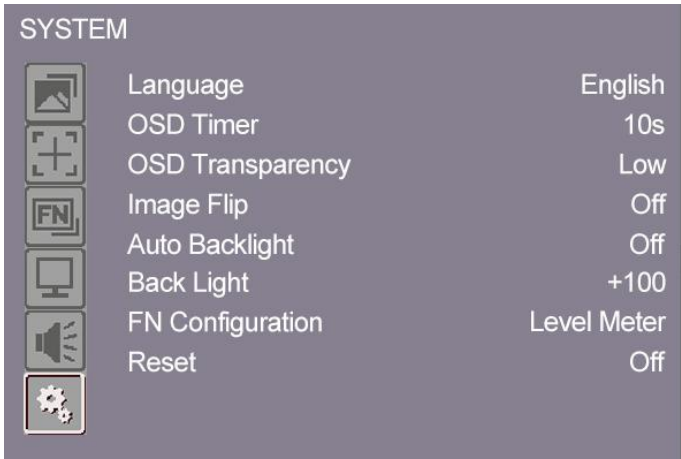 SYSTEM
Language English
OSD Timer 10s
OSD Transparency Low
FN
Image Flip Off
Auto Backlight Off
Back Light +100
FN Configuration Level Meter
Reset Off